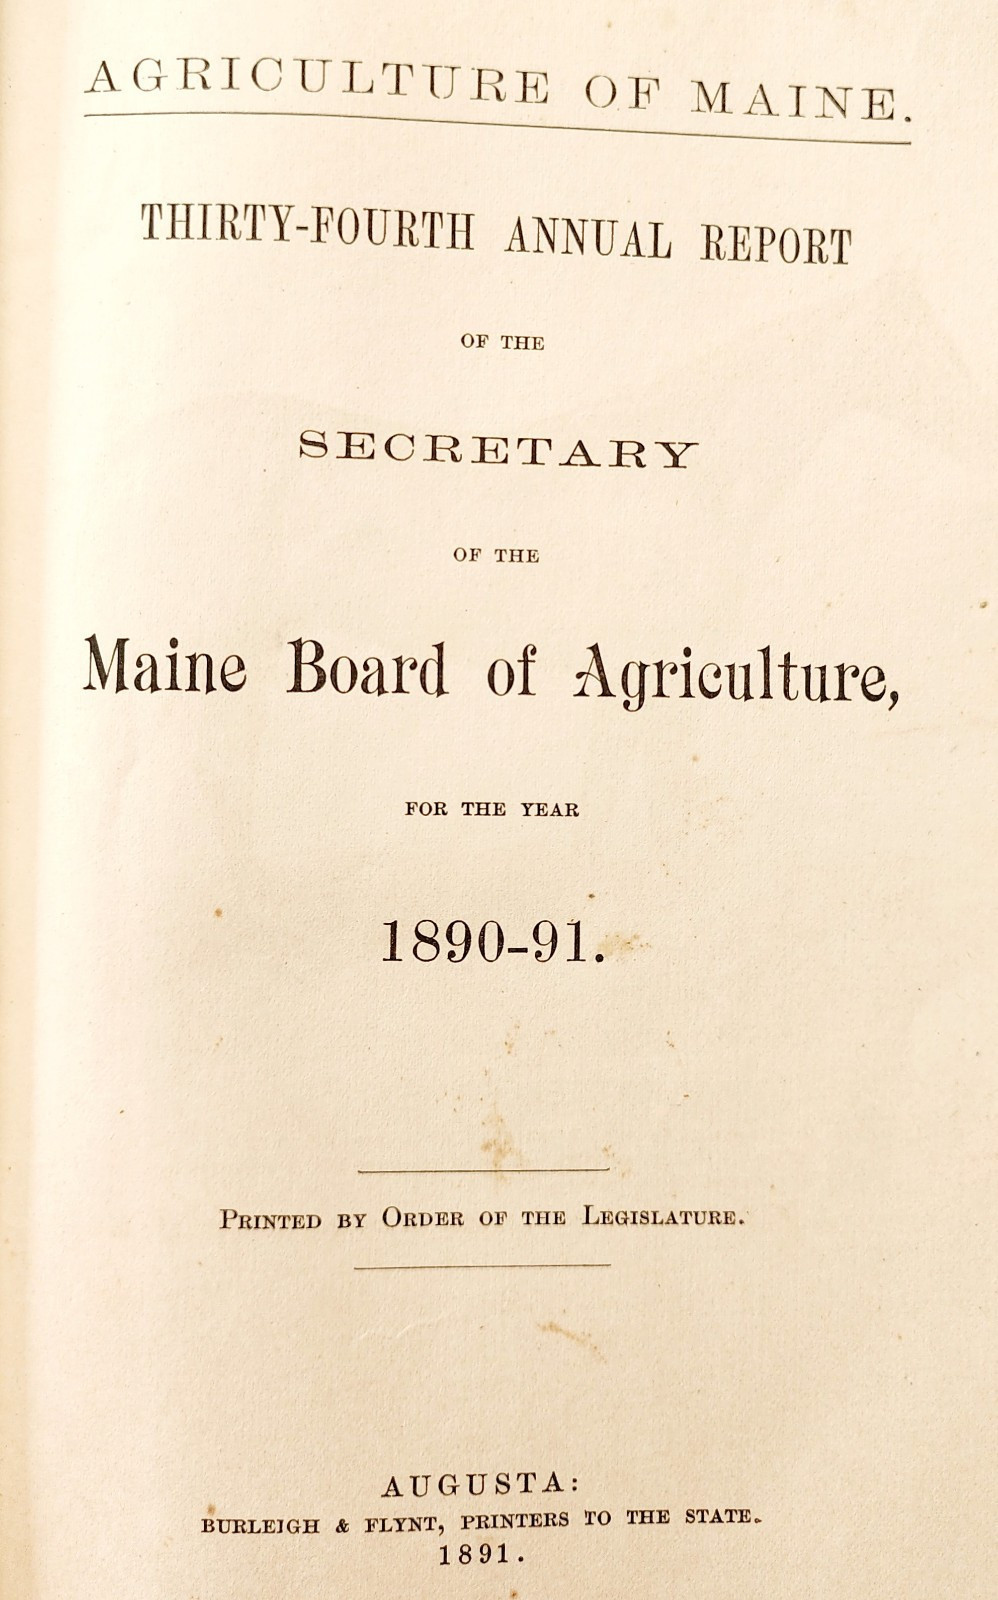 AGRICULTURE OF MAINE.
THIRTY-FOURTH ANNUAL REPORT
OF THE
SECRETARY
OF THE
Maine Board of Agriculture,
FOR THE YEAR
1890-91.
PRINTED BY ORDER OF THE LEGISLATURE.
AUGUSTA:
BURLEIGH & FLYNT, PRINTERS TO THE STATE.
1891.